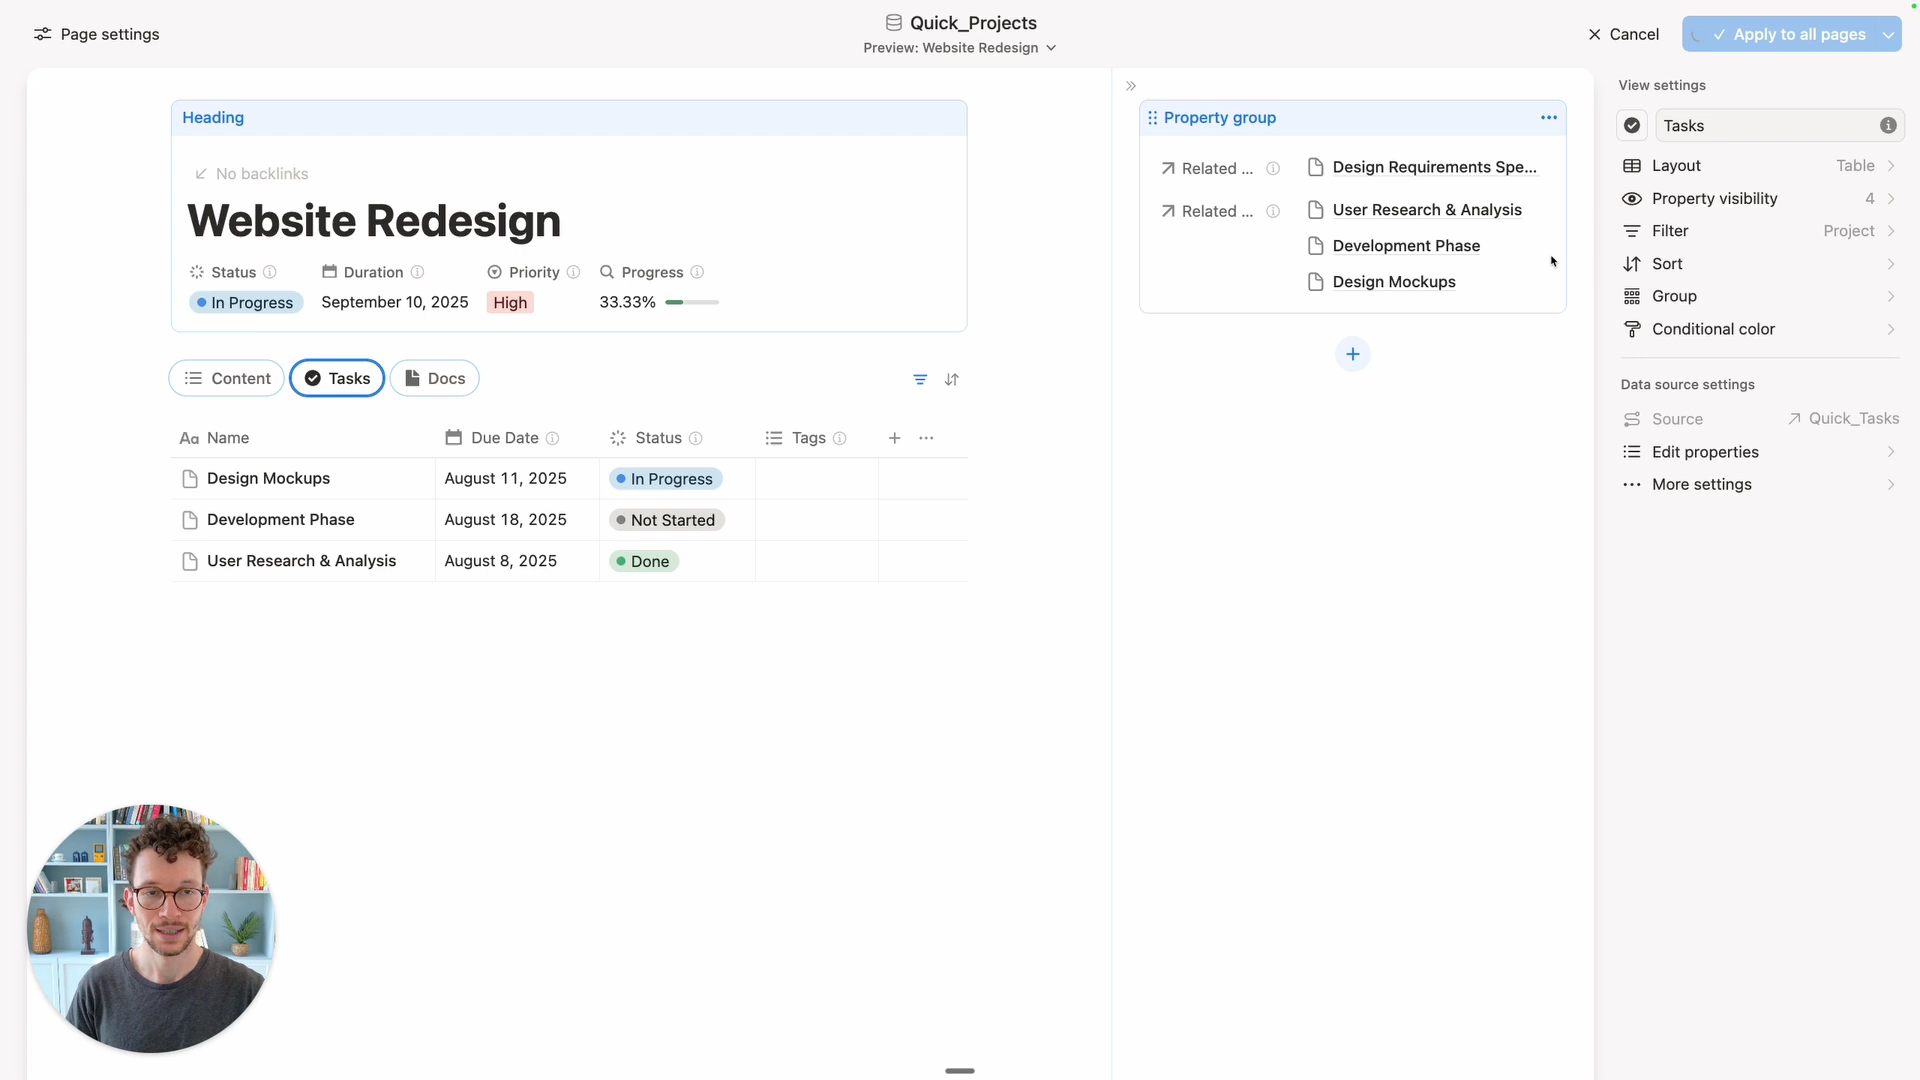 Page settings
Quick_Projects
Preview: Website Redesign
Cancel
Apply to all pages
Heading
No backlinks
Website Redesign
Status
Duration
Priority
Progress
In Progress
September 10, 2025
High
33.33%
Content
Tasks
Docs
Aa Name
Due Date
Status
Tags
Design Mockups
August 11, 2025
In Progress
Development Phase
August 18, 2025
Not Started
User Research & Analysis
August 8, 2025
Done
Property group
Related ...
Design Requirements Spe...
Related ...
User Research & Analysis
Development Phase
Design Mockups
View settings
Tasks
Layout
Table
Property visibility
4
Filter
Project
Sort
Group
Conditional color
Data source settings
Source
Quick_Tasks
Edit properties
More settings